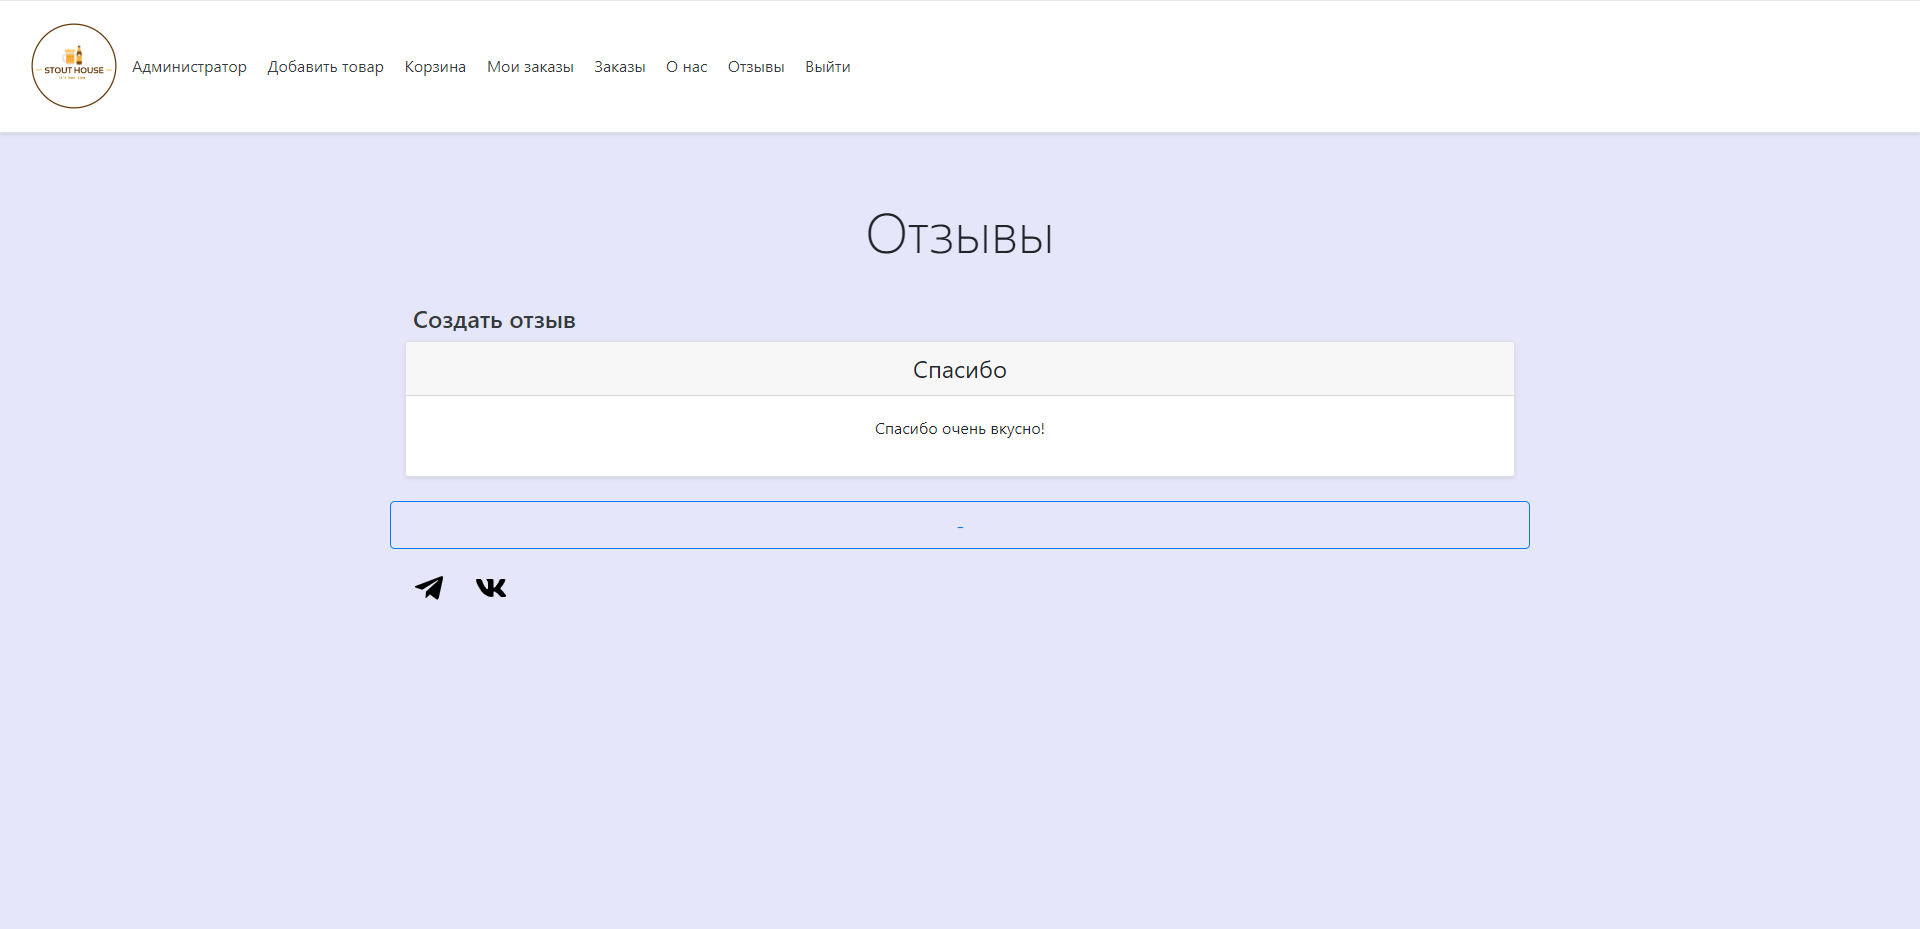 STOUT HOUSE
Администратор Добавить товар Корзина Мои заказы Заказы О нас Отзывы Выйти
Отзывы
Создать отзыв
Спасибо
Спасибо очень вкусно!
-